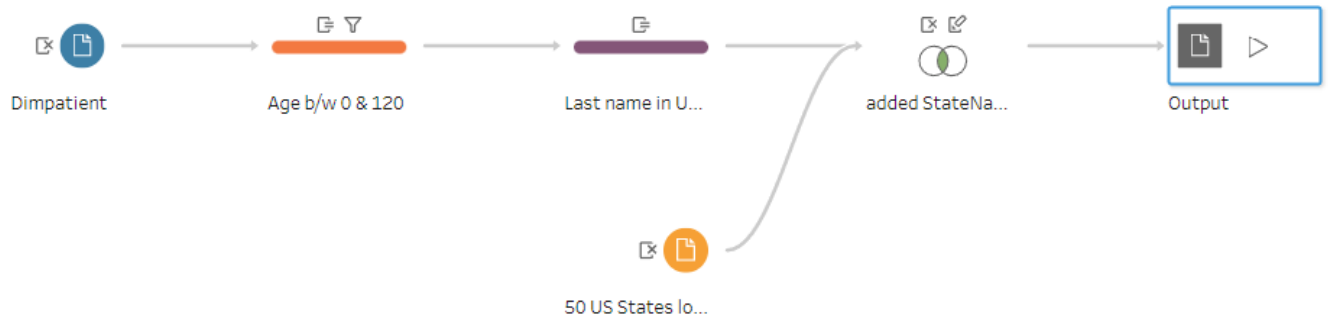 Dimpatient
Age b/w 0 & 120
Last name in U...
added StateNa...
Output
50 US States lo...